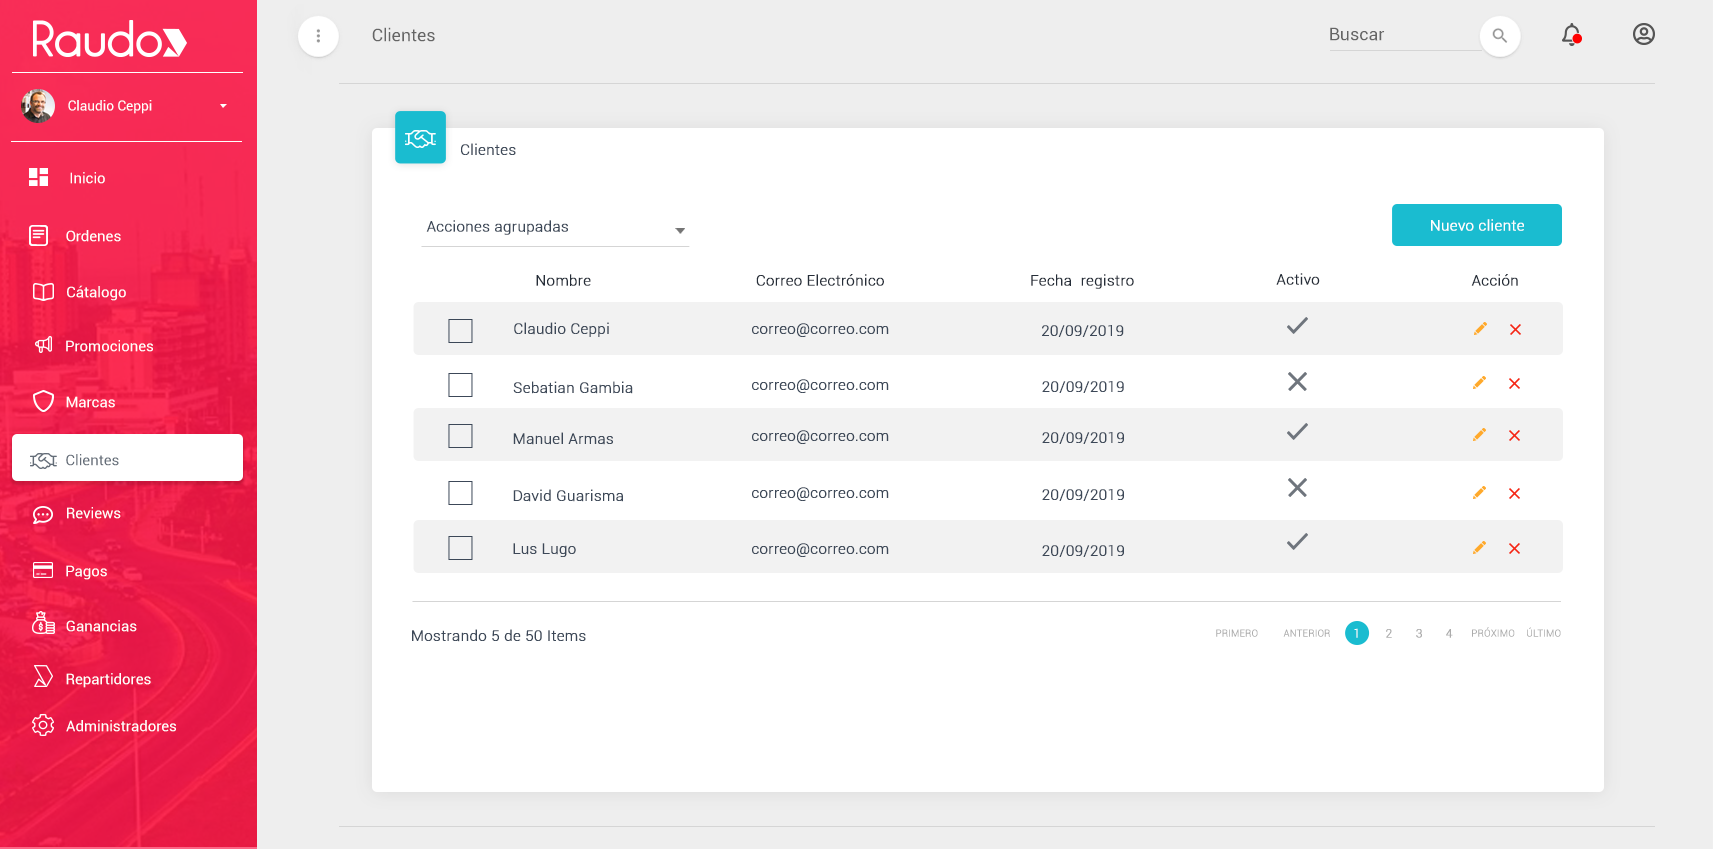 Raudo
Claudio Ceppi
Inicio
Ordenes
Cátalogo
Promociones
Marcas
Clientes
Reviews
Pagos
Ganancias
Repartidores
Administradores
Clientes
Buscar
Clientes
Acciones agrupadas
Nuevo cliente
Nombre Correo Electrónico Fecha registro Activo Acción
Claudio Ceppi correo@correo.com 20/09/2019
Sebatian Gambia correo@correo.com 20/09/2019
Manuel Armas correo@correo.com 20/09/2019
David Guarisma correo@correo.com 20/09/2019
Lus Lugo correo@correo.com 20/09/2019
Mostrando 5 de 50 Items
PRIMERO ANTERIOR 1 2 3 4 PRÓXIMO ÚLTIMO